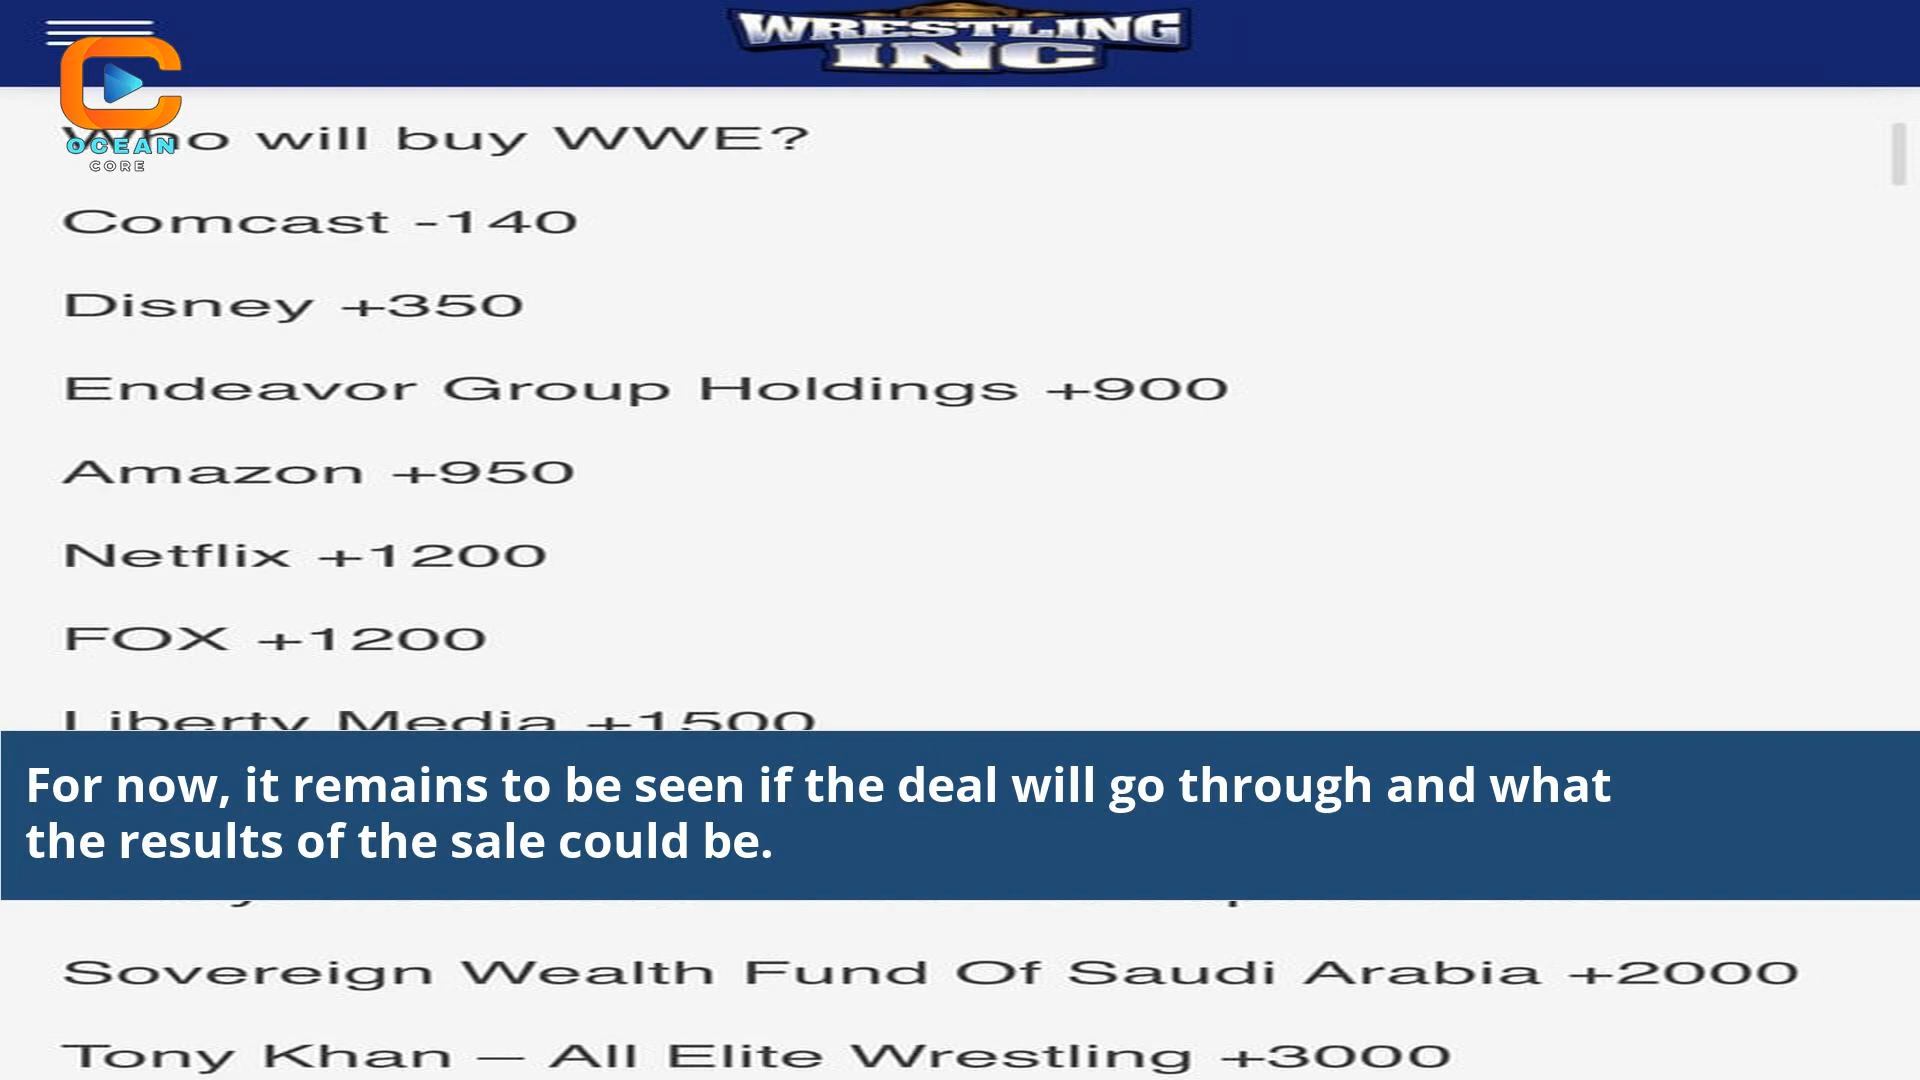 WRESTLING
INC
OCEAN
CORE
Who will buy WWE?
Comcast -140
Disney +350
Endeavor Group Holdings +900
Amazon +950
Netflix +1200
FOX +1200
Liberty Media +1500
For now, it remains to be seen if the deal will go through and what
the results of the sale could be.
Sovereign Wealth Fund Of Saudi Arabia +2000
Tony Khan – All Elite Wrestling +3000